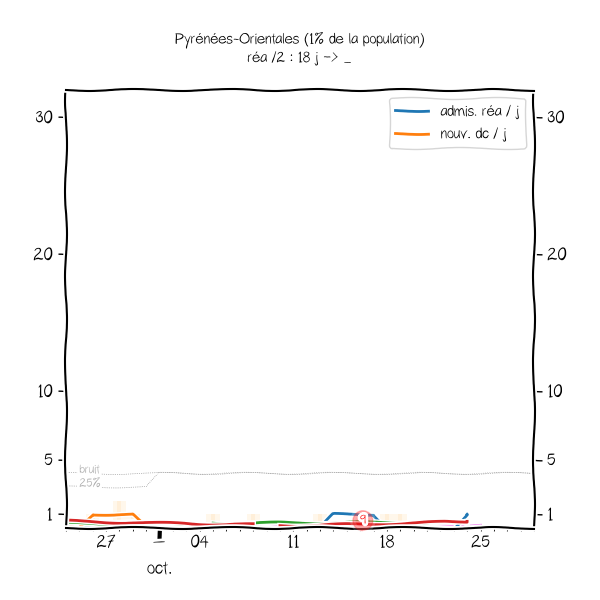 Pyrénées-Orientales (1% de la population)
réa /2 : 18 j -> _
admis. réa / j
nouv. dc / j
30 30
20 20
10 10
5 5
bruit
25%
1 1
9
27 04 11 18 25
oct.